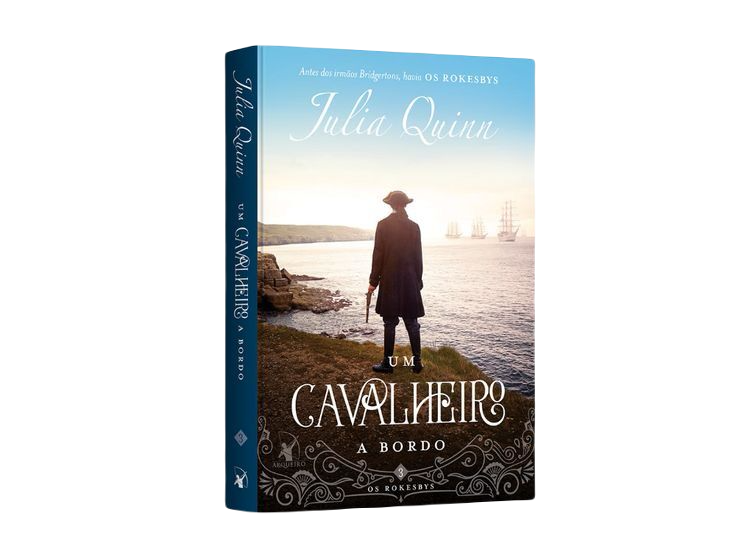 Julia Quinn
UM
CAVALHEIRO
A BORDO
3
Antes dos irmãos Bridgertons, havia OS ROKESBYS
Julia Quinn
UM
CAVALHEIRO
A BORDO
ARQUEIRO
3
OS ROKESBYS